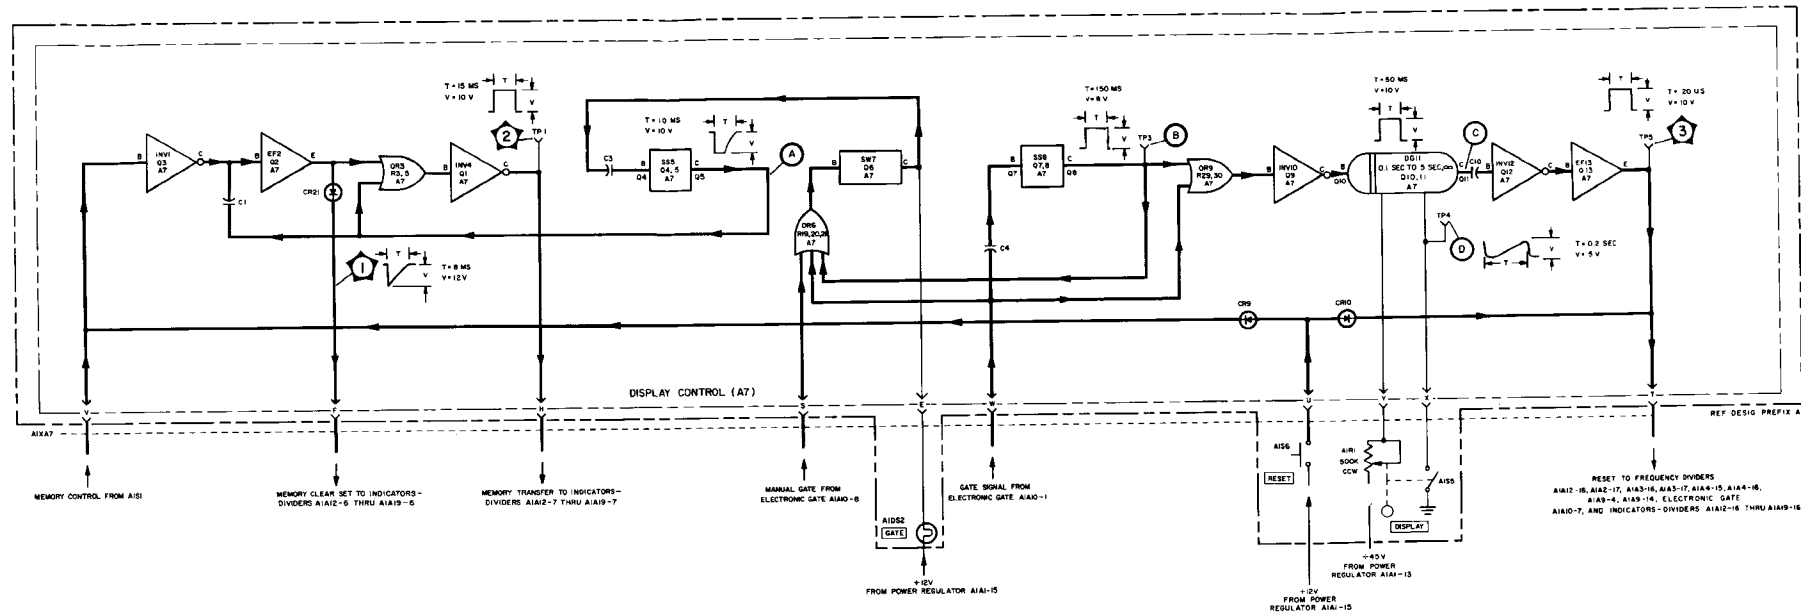 T = 15 MS
V = 10 V
T
V
2
TP1
B
INV1
Q3
A7
C
B
EF2
Q2
A7
E
OR3
R3, 5
A7
B
INV4
Q1
A7
C
CR21
C1
1
T
V
T = 8 MS
V = 12 V
T = 10 MS
V = 10 V
T
V
A
C3
B
Q4
SS5
Q4, 5
A7
C
Q5
B
SW7
A7
C
OR6
A7
T = 150 MS
V = 8 V
T
V
TP3
B
B
Q7
SS8
Q7, 8
A7
C
Q8
C4
OR9
R29, 30
A7
B
INV10
Q9
A7
C
B
Q10
DG11
0.1 SEC TO 5 SEC, ∞
Q10, 11
A7
C
Q11
T = 50 MS
V = 10 V
T
V
C
C10
B
INV12
Q12
A7
C
B
EF13
Q13
A7
E
T
V
T = 20 US
V = 10 V
TP5
3
TP4
D
T
V
T = 0.2 SEC
V = 5 V
CR9
CR10
DISPLAY CONTROL (A7)
V
F
H
S
E
W
U
Y
X
T
REF DESIG PREFIX A
A1XA7
MEMORY CONTROL FROM A1S1
MEMORY CLEAR SET TO INDICATORS-
DIVIDERS A1A12-6 THRU A1A19-6
MEMORY TRANSFER TO INDICATORS-
DIVIDERS A1A12-7 THRU A1A19-7
MANUAL GATE FROM
ELECTRONIC GATE A1A10-8
A1DS2
GATE
+12V
FROM POWER REGULATOR A1A1-15
GATE SIGNAL FROM
ELECTRONIC GATE, A1A10-1
A1S6
RESET
+12V
FROM POWER
REGULATOR A1A1-15
A1R1
500K
CCW
A1S5
DISPLAY
+45V
FROM POWER
REGULATOR A1A1-13
RESET TO FREQUENCY DIVIDERS
A1A12-16, A1A2-17, A1A3-16, A1A3-17, A1A4-15, A1A4-16,
A1A9-4, A1A9-14, ELECTRONIC GATE
A1A10-7, AND INDICATORS-DIVIDERS A1A12-16 THRU A1A19-16